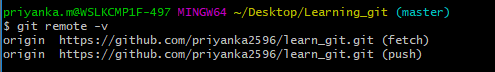 priyanka.m@WSLKCMP1F-497 MINGW64 ~/Desktop/Learning_git (master)
$ git remote -v
origin  https://github.com/priyanka2596/learn_git.git (fetch)
origin  https://github.com/priyanka2596/learn_git.git (push)